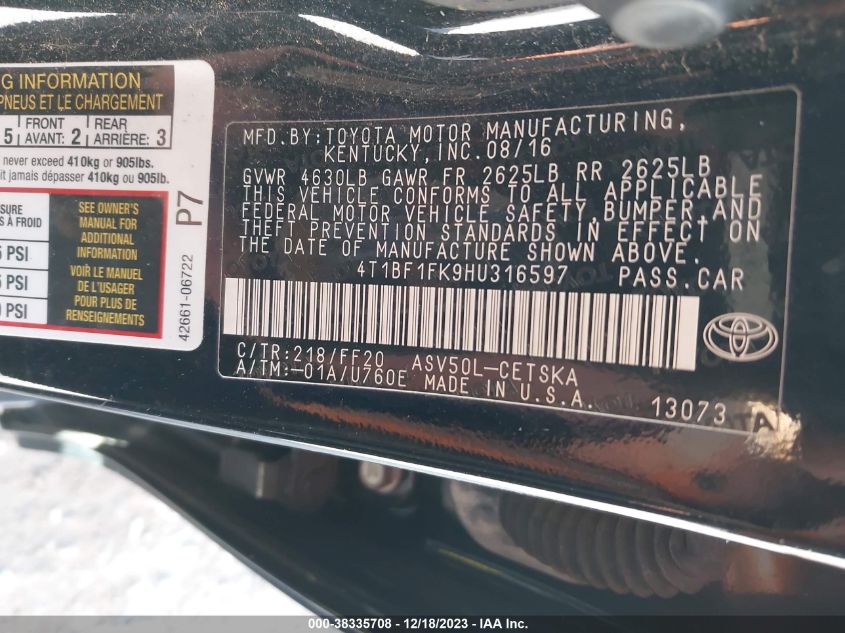 NG INFORMATION
PNEUS ET LE CHARGEMENT
5 FRONT AVANT: 2 REAR ARRIÈRE: 3
never exceed 410kg or 905lbs.
it jamais dépasser 410kg ou 905lb.
SURE
S À FROID
5 PSI
5 PSI
0 PSI
SEE OWNER'S
MANUAL FOR
ADDITIONAL
INFORMATION
VOIR LE MANUEL
DE L'USAGER
POUR PLUS DE
RENSEIGNEMENTS
P7
42661-06722
MFD.BY:TOYOTA MOTOR MANUFACTURING,
KENTUCKY,INC.08/16
GVWR 4630LB GAWR FR 2625LB RR 2625LB
THIS VEHICLE CONFORMS TO ALL APPLICABLE
FEDERAL MOTOR VEHICLE SAFETY,BUMPER,AND
THEFT PREVENTION STANDARDS IN EFFECT ON
THE DATE OF MANUFACTURE SHOWN ABOVE.
4T1BF1FK9HU316597 PASS.CAR
C/TR:218/FF20 ASV50L-CETSKA
A/TM:-01A/U760E MADE IN U.S.A.
13073 A
000-38335708 - 12/18/2023 - IAA Inc.